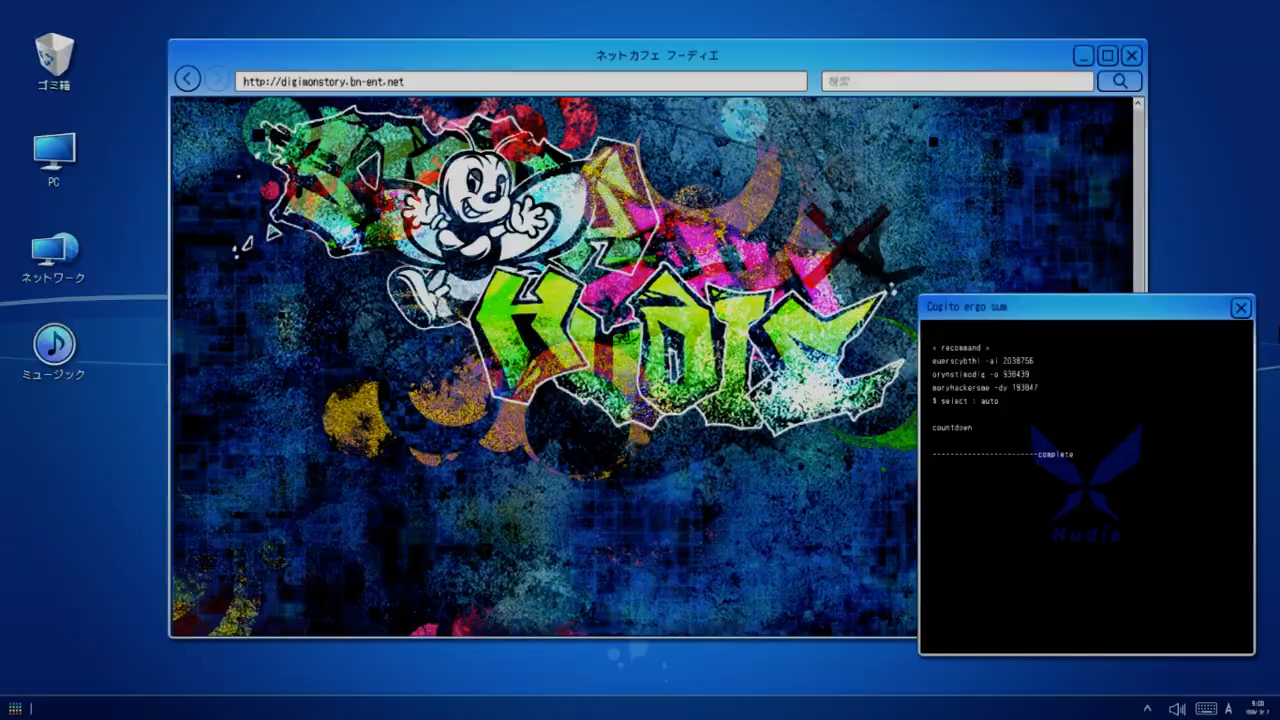 ゴミ箱
PC
ネットワーク
ミュージック
ネットカフェ フーディエ
http://digimonstory.bn-ent.net
検索
HUDIE
Cogito ergo sum
< recommand >
euerscybthl -ai 2038756
orynstimodig -o 938439
moryhackersme -dy 193847
$ select : auto
countdown
-----------------------complete
Hudie
A
9:00